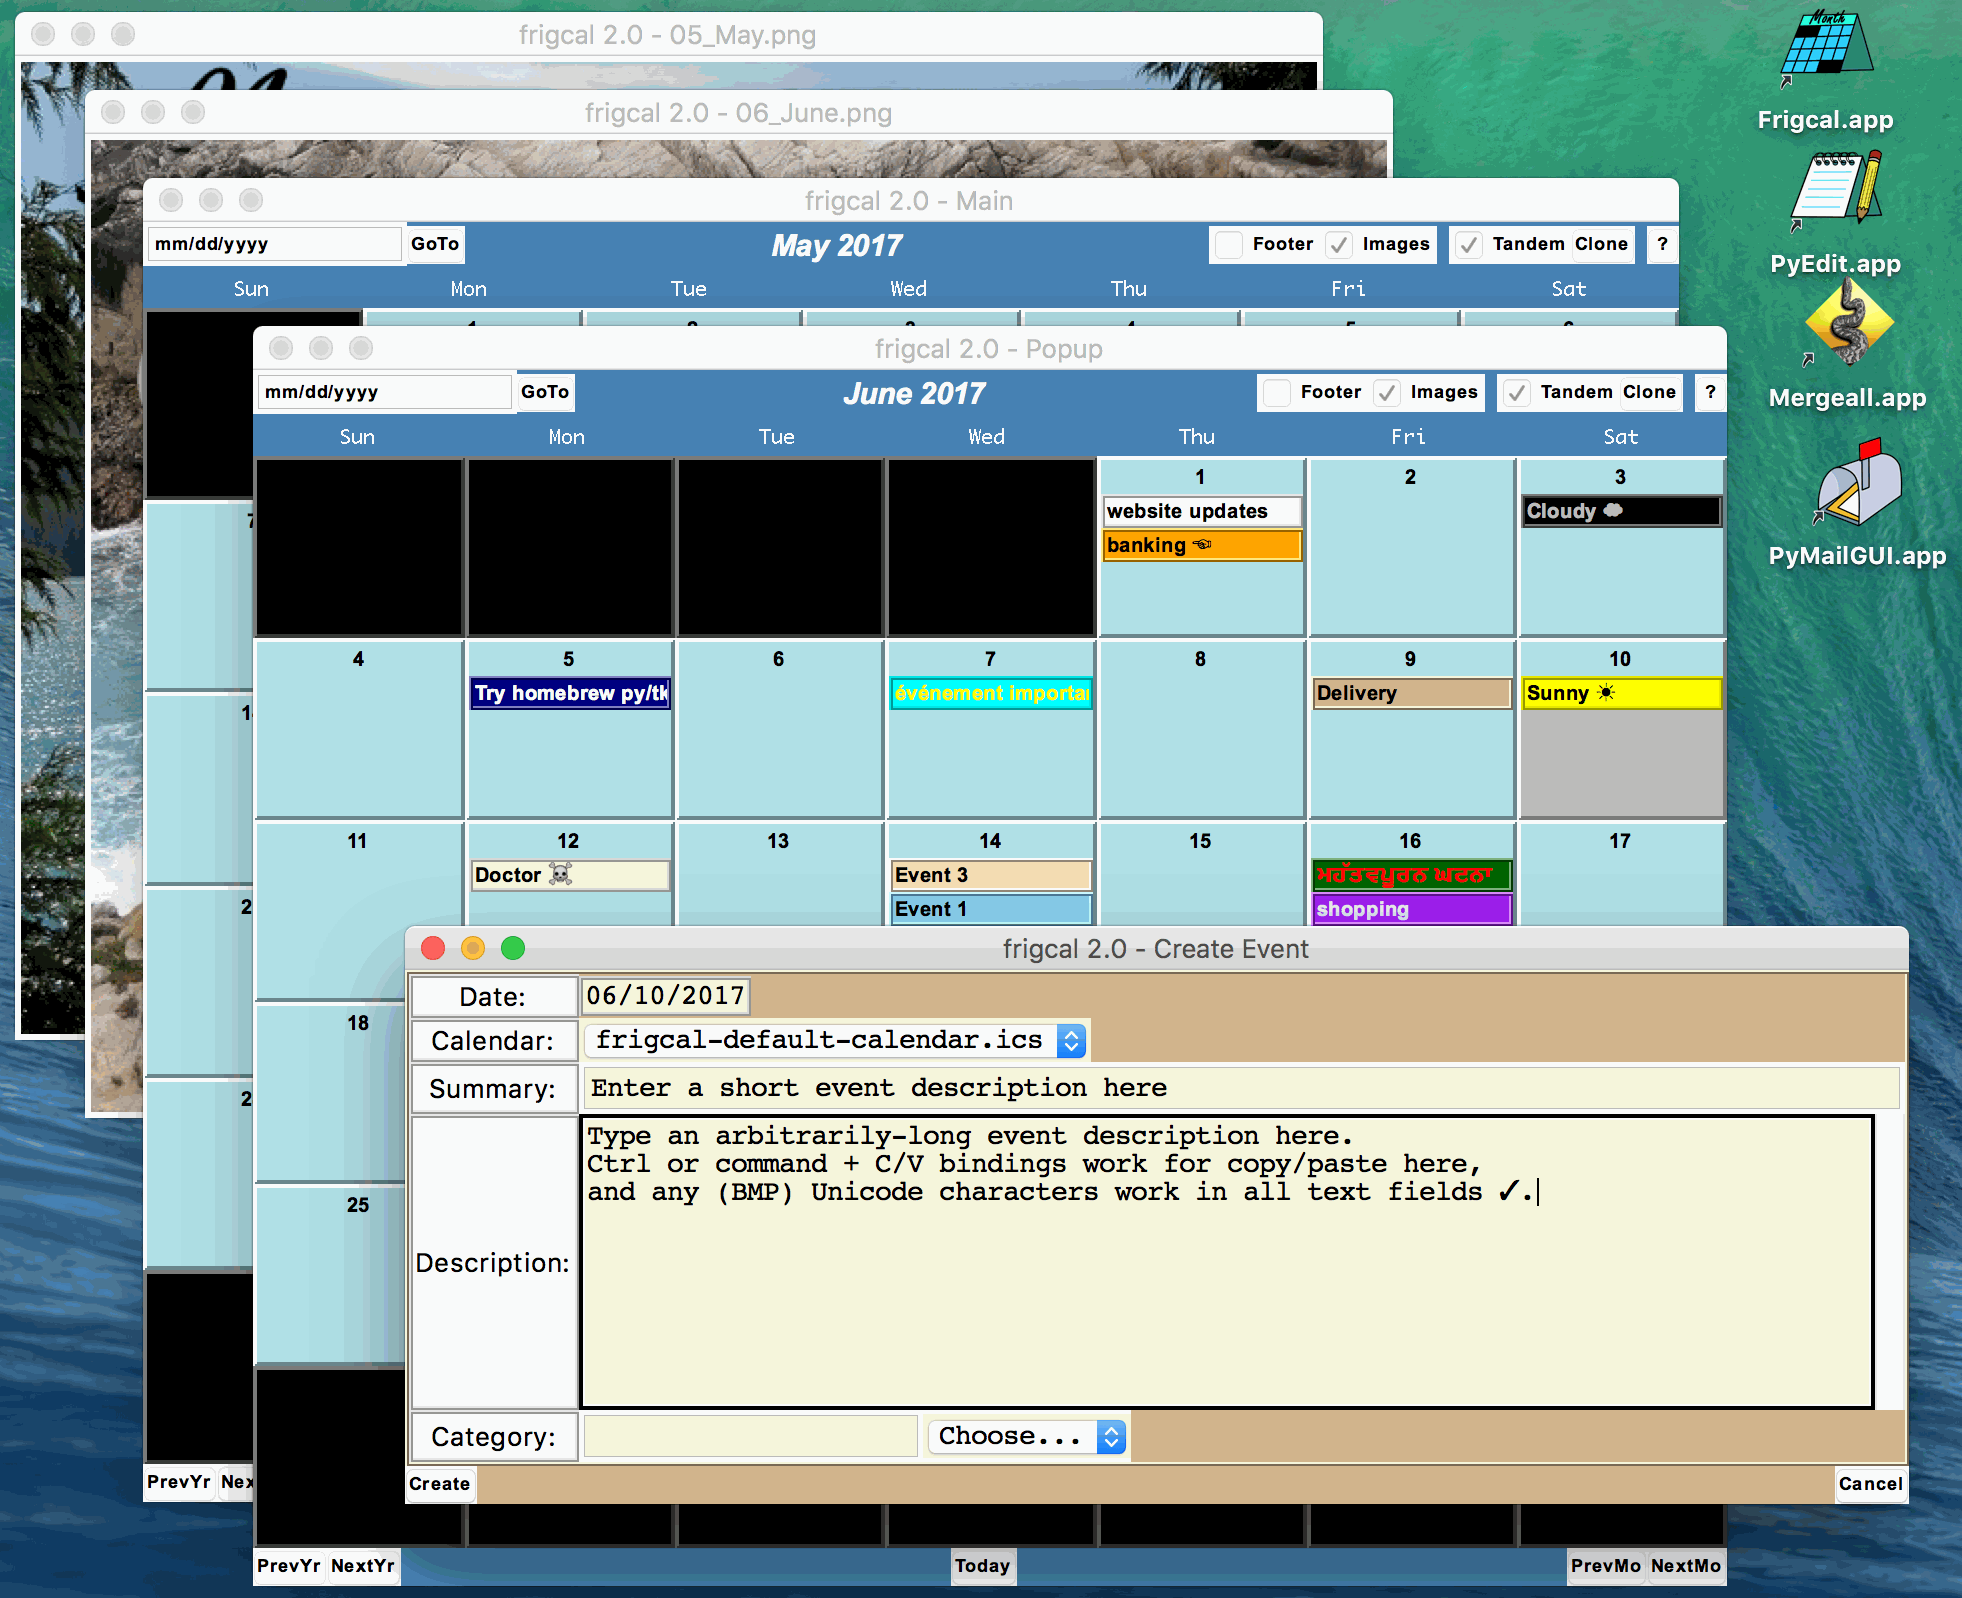 frigcal 2.0 - 05_May.png
frigcal 2.0 - 06_June.png
frigcal 2.0 - Main
mm/dd/yyyy GoTo May 2017 Footer Images Tandem Clone ?
Sun Mon Tue Wed Thu Fri Sat
frigcal 2.0 - Popup
mm/dd/yyyy GoTo June 2017 Footer Images Tandem Clone ?
Sun Mon Tue Wed Thu Fri Sat
1 2 3
website updates Cloudy ☁
banking ☜
4 5 6 7 8 9 10
Try homebrew py/tk événement importa Delivery Sunny ☀
11 12 13 14 15 16 17
Doctor ☠ Event 3 ਮਹੱਤਵਪੂਰਨ ਘਟਨਾ
Event 1 shopping
18
25
frigcal 2.0 - Create Event
Date: 06/10/2017
Calendar: frigcal-default-calendar.ics
Summary: Enter a short event description here
Description:
Type an arbitrarily-long event description here.
Ctrl or command + C/V bindings work for copy/paste here,
and any (BMP) Unicode characters work in all text fields ✓.
Category: Choose...
Create Cancel
PrevYr
PrevYr NextYr Today PrevMo NextMo
Frigcal.app
PyEdit.app
Mergeall.app
PyMailGUI.app
Month